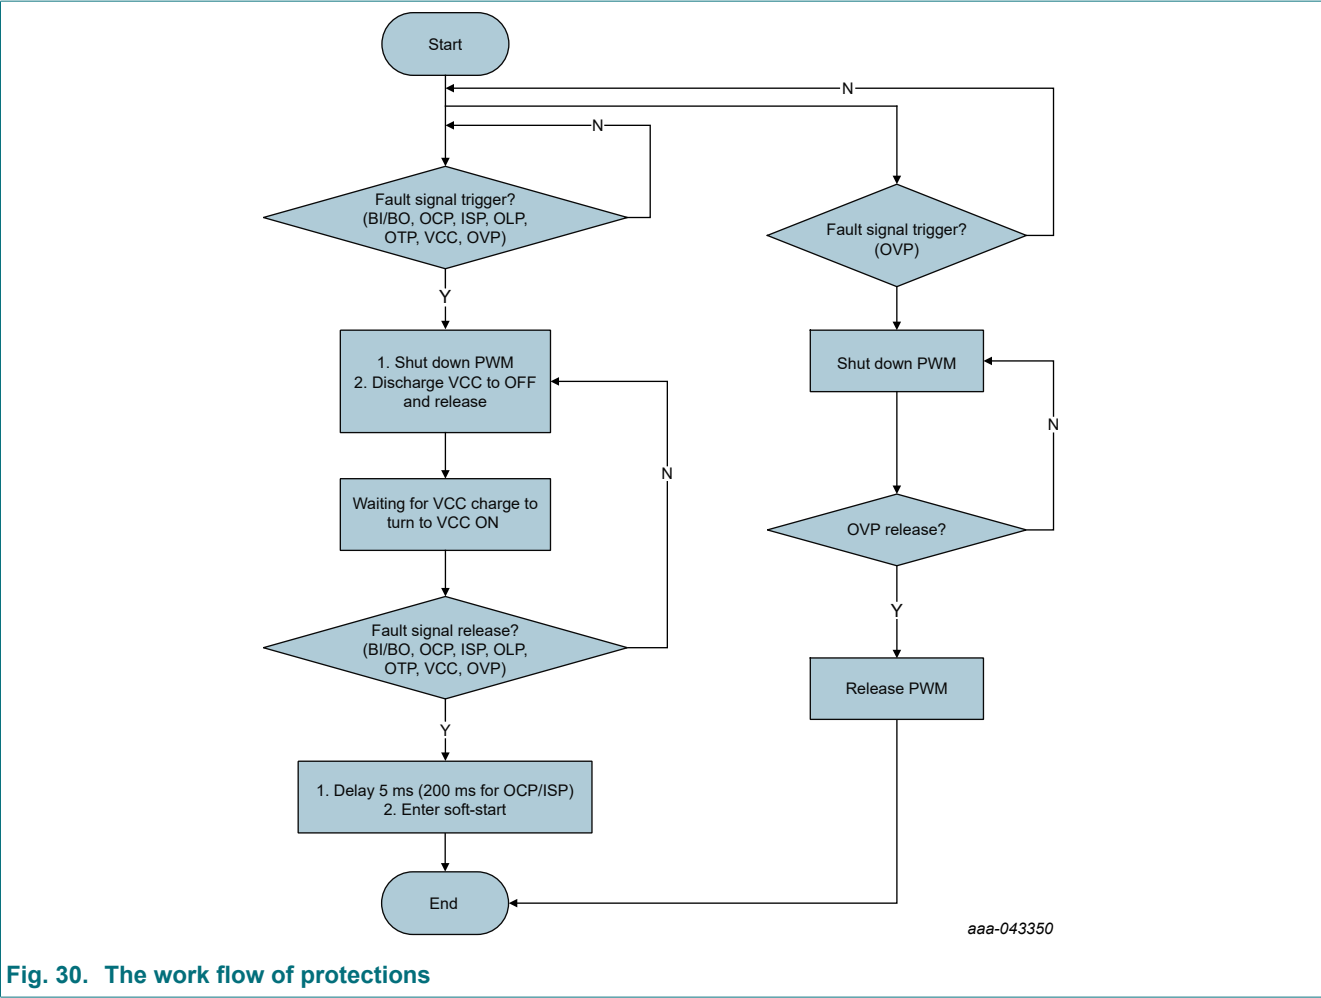 Start
N
N
Fault signal trigger?
(BI/BO, OCP, ISP, OLP,
OTP, VCC, OVP)
Fault signal trigger?
(OVP)
Y
1. Shut down PWM
2. Discharge VCC to OFF
and release
Shut down PWM
N
N
Waiting for VCC charge to
turn to VCC ON
OVP release?
Y
Fault signal release?
(BI/BO, OCP, ISP, OLP,
OTP, VCC, OVP)
Release PWM
Y
1. Delay 5 ms (200 ms for OCP/ISP)
2. Enter soft-start
End
aaa-043350
Fig. 30. The work flow of protections